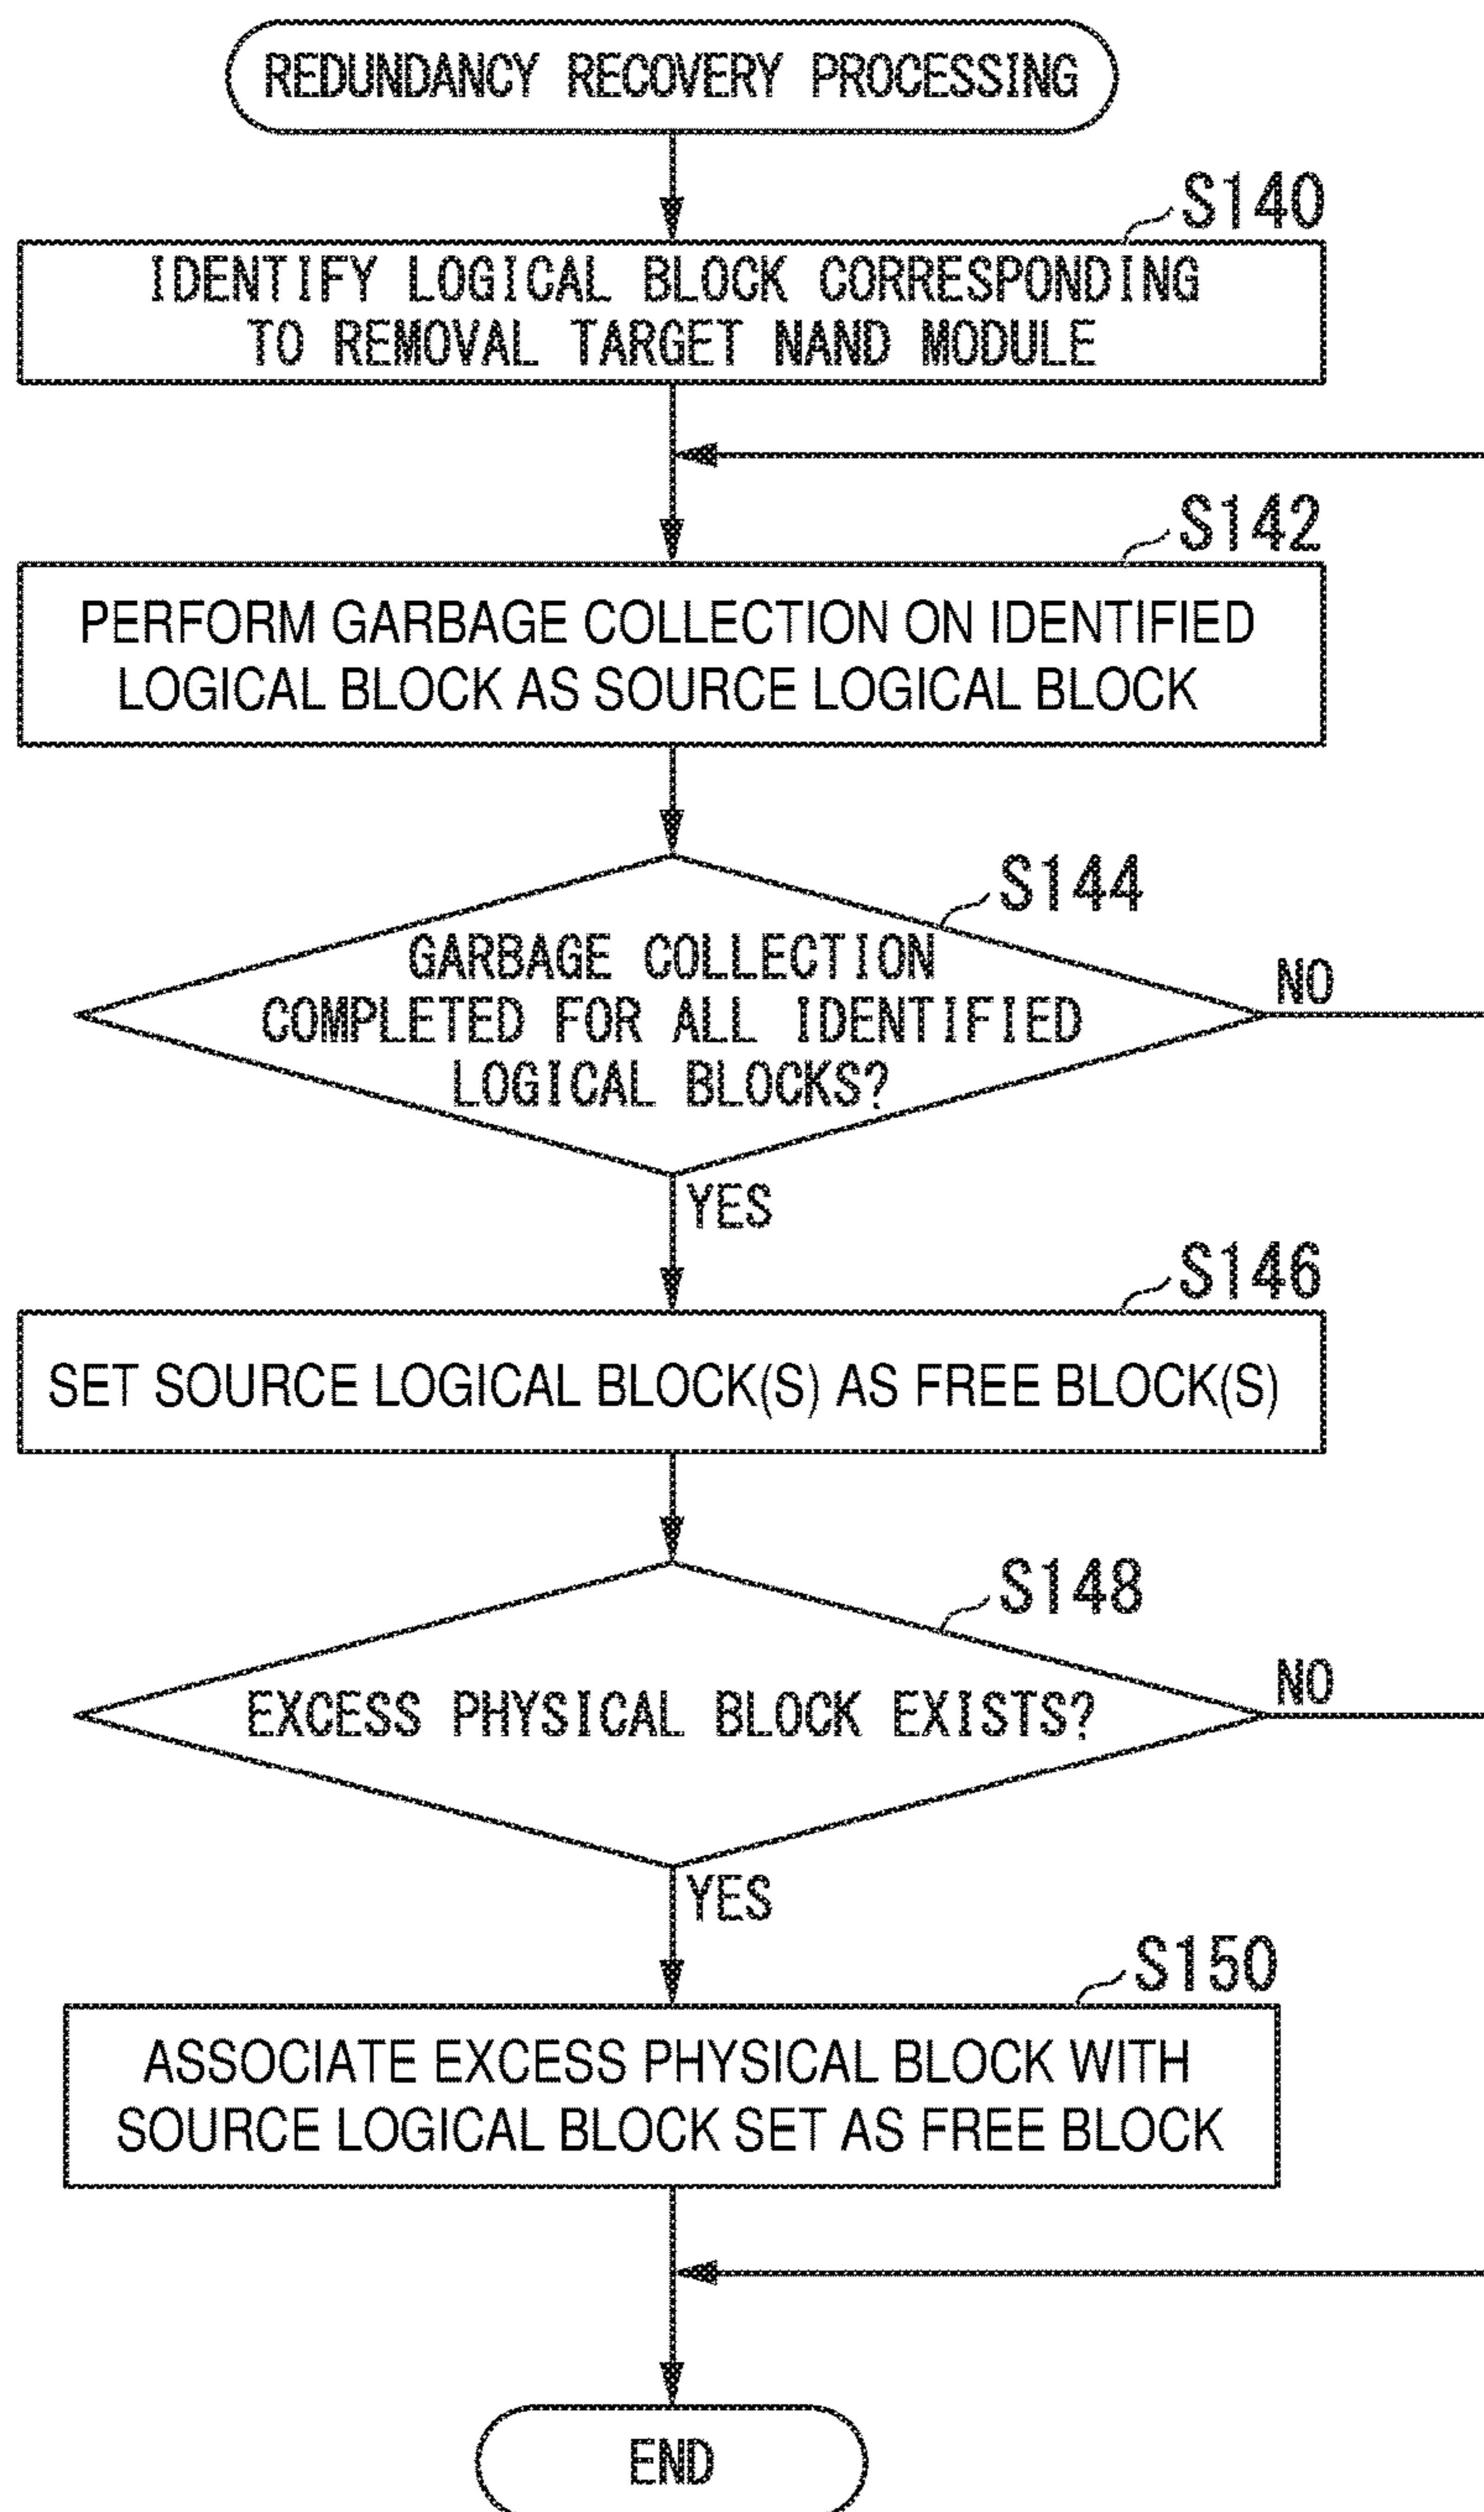 REDUNDANCY RECOVERY PROCESSING
S140
IDENTIFY LOGICAL BLOCK CORRESPONDING
TO REMOVAL TARGET NAND MODULE
S142
PERFORM GARBAGE COLLECTION ON IDENTIFIED
LOGICAL BLOCK AS SOURCE LOGICAL BLOCK
S144
GARBAGE COLLECTION
COMPLETED FOR ALL IDENTIFIED
LOGICAL BLOCKS?
NO
YES
S146
SET SOURCE LOGICAL BLOCK(S) AS FREE BLOCK(S)
S148
EXCESS PHYSICAL BLOCK EXISTS?
NO
YES
S150
ASSOCIATE EXCESS PHYSICAL BLOCK WITH
SOURCE LOGICAL BLOCK SET AS FREE BLOCK
END